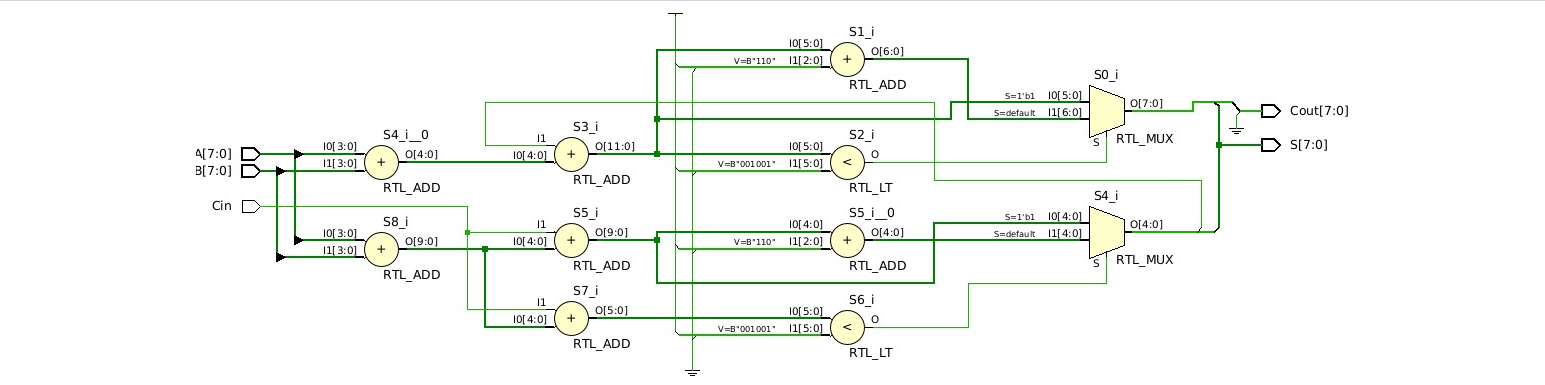 S1_i
I0[5:0]
O[6:0]
V=B"110" I1[2:0]
RTL_ADD
S0_i
S=1'b1 I0[5:0]
O[7:0]
S=default I1[6:0]
Cout[7:0]
S
RTL_MUX
S4_i__0
S3_i
S2_i
A[7:0]
I0[3:0]
O[4:0]
I1
I0[4:0]
O[11:0]
I0[5:0]
O
S[7:0]
B[7:0]
I1[3:0]
V=B"001001" I1[5:0]
RTL_ADD
RTL_ADD
RTL_LT
Cin
S8_i
S5_i
S5_i__0
S4_i
I0[3:0]
O[9:0]
I1[3:0]
RTL_ADD
I1
O[9:0]
I0[4:0]
RTL_ADD
I0[4:0]
O[4:0]
V=B"110" I1[2:0]
RTL_ADD
S=1'b1 I0[4:0]
O[4:0]
S=default I1[4:0]
S
RTL_MUX
S7_i
S6_i
I1
O[5:0]
I0[4:0]
RTL_ADD
I0[5:0]
O
V=B"001001" I1[5:0]
RTL_LT